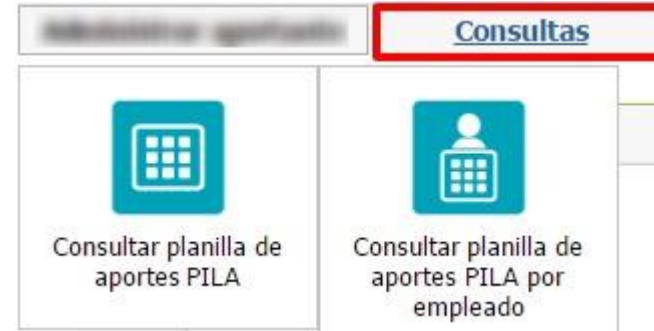 Consultas
Consultar planilla de
aportes PILA
Consultar planilla de
aportes PILA por
empleado